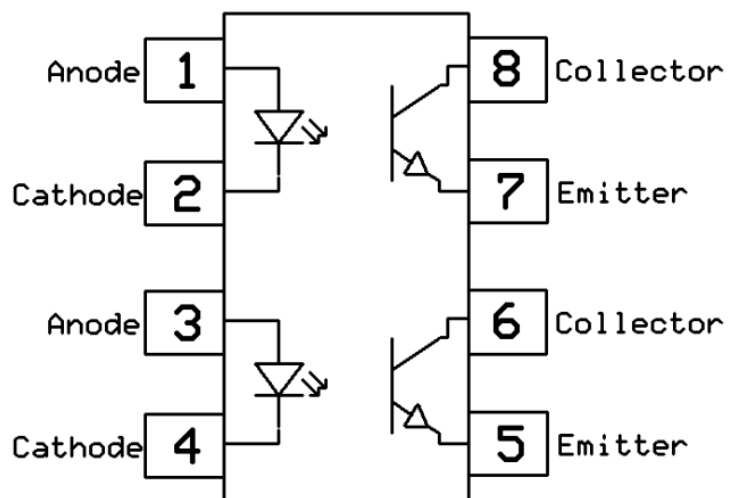 Anode 1 8 Collector
Cathode 2 7 Emitter
Anode 3 6 Collector
Cathode 4 5 Emitter